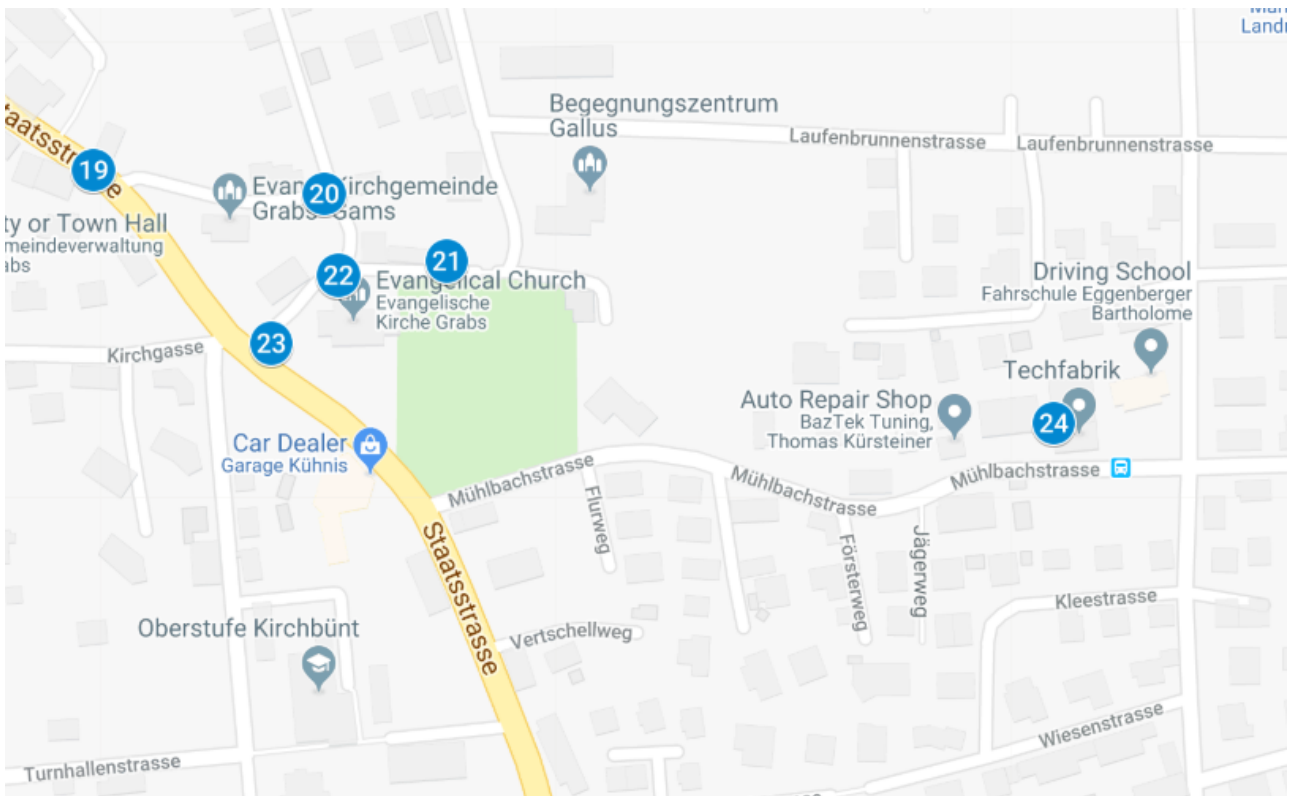 Landr
Begegnungszentrum
Gallus
Laufenbrunnenstrasse
Laufenbrunnenstrasse
19
20
Grabs-Gams
ty or Town Hall
meindeverwaltung
abs
21
22
Evangelical Church
Evangelische
Kirche Grabs
Driving School
Fahrschule Eggenberger
Bartholome
23
Kirchgasse
Techfabrik
Auto Repair Shop
BazTek Tuning,
Thomas Kürsteiner
24
Car Dealer
Garage Kühnis
Mühlbachstrasse
Mühlbachstrasse
Mühlbachstrasse
Flurweg
Staatsstrasse
Försterweg
Jägerweg
Kleestrasse
Oberstufe Kirchbünt
Vertschellweg
Wiesenstrasse
Turnhallenstrasse